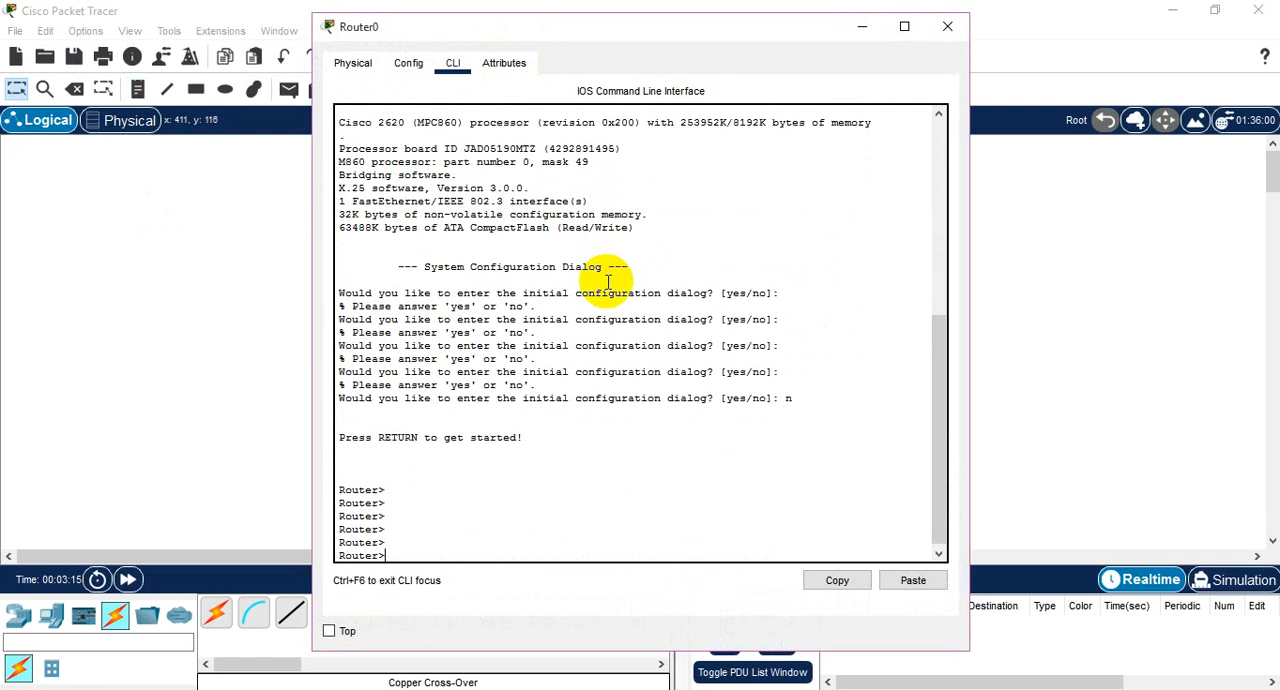 Cisco Packet Tracer
File Edit Options View Tools Extensions Window
Logical Physical x: 411, y: 116
Root 01:36:00
Router0
Physical Config CLI Attributes
IOS Command Line Interface
Cisco 2620 (MPC860) processor (revision 0x200) with 253952K/8192K bytes of memory
.
Processor board ID JAD05190MTZ (4292891495)
M860 processor: part number 0, mask 49
Bridging software.
X.25 software, Version 3.0.0.
1 FastEthernet/IEEE 802.3 interface(s)
32K bytes of non-volatile configuration memory.
63488K bytes of ATA CompactFlash (Read/Write)
--- System Configuration Dialog ---
Would you like to enter the initial configuration dialog? [yes/no]:
% Please answer 'yes' or 'no'.
Would you like to enter the initial configuration dialog? [yes/no]:
% Please answer 'yes' or 'no'.
Would you like to enter the initial configuration dialog? [yes/no]:
% Please answer 'yes' or 'no'.
Would you like to enter the initial configuration dialog? [yes/no]:
% Please answer 'yes' or 'no'.
Would you like to enter the initial configuration dialog? [yes/no]: n
Press RETURN to get started!
Router>
Router>
Router>
Router>
Router>
Router>
Ctrl+F6 to exit CLI focus
Copy Paste
Top
Time: 00:03:15
Realtime Simulation
Destination Type Color Time(sec) Periodic Num Edit
Toggle PDU List Window
Copper Cross-Over